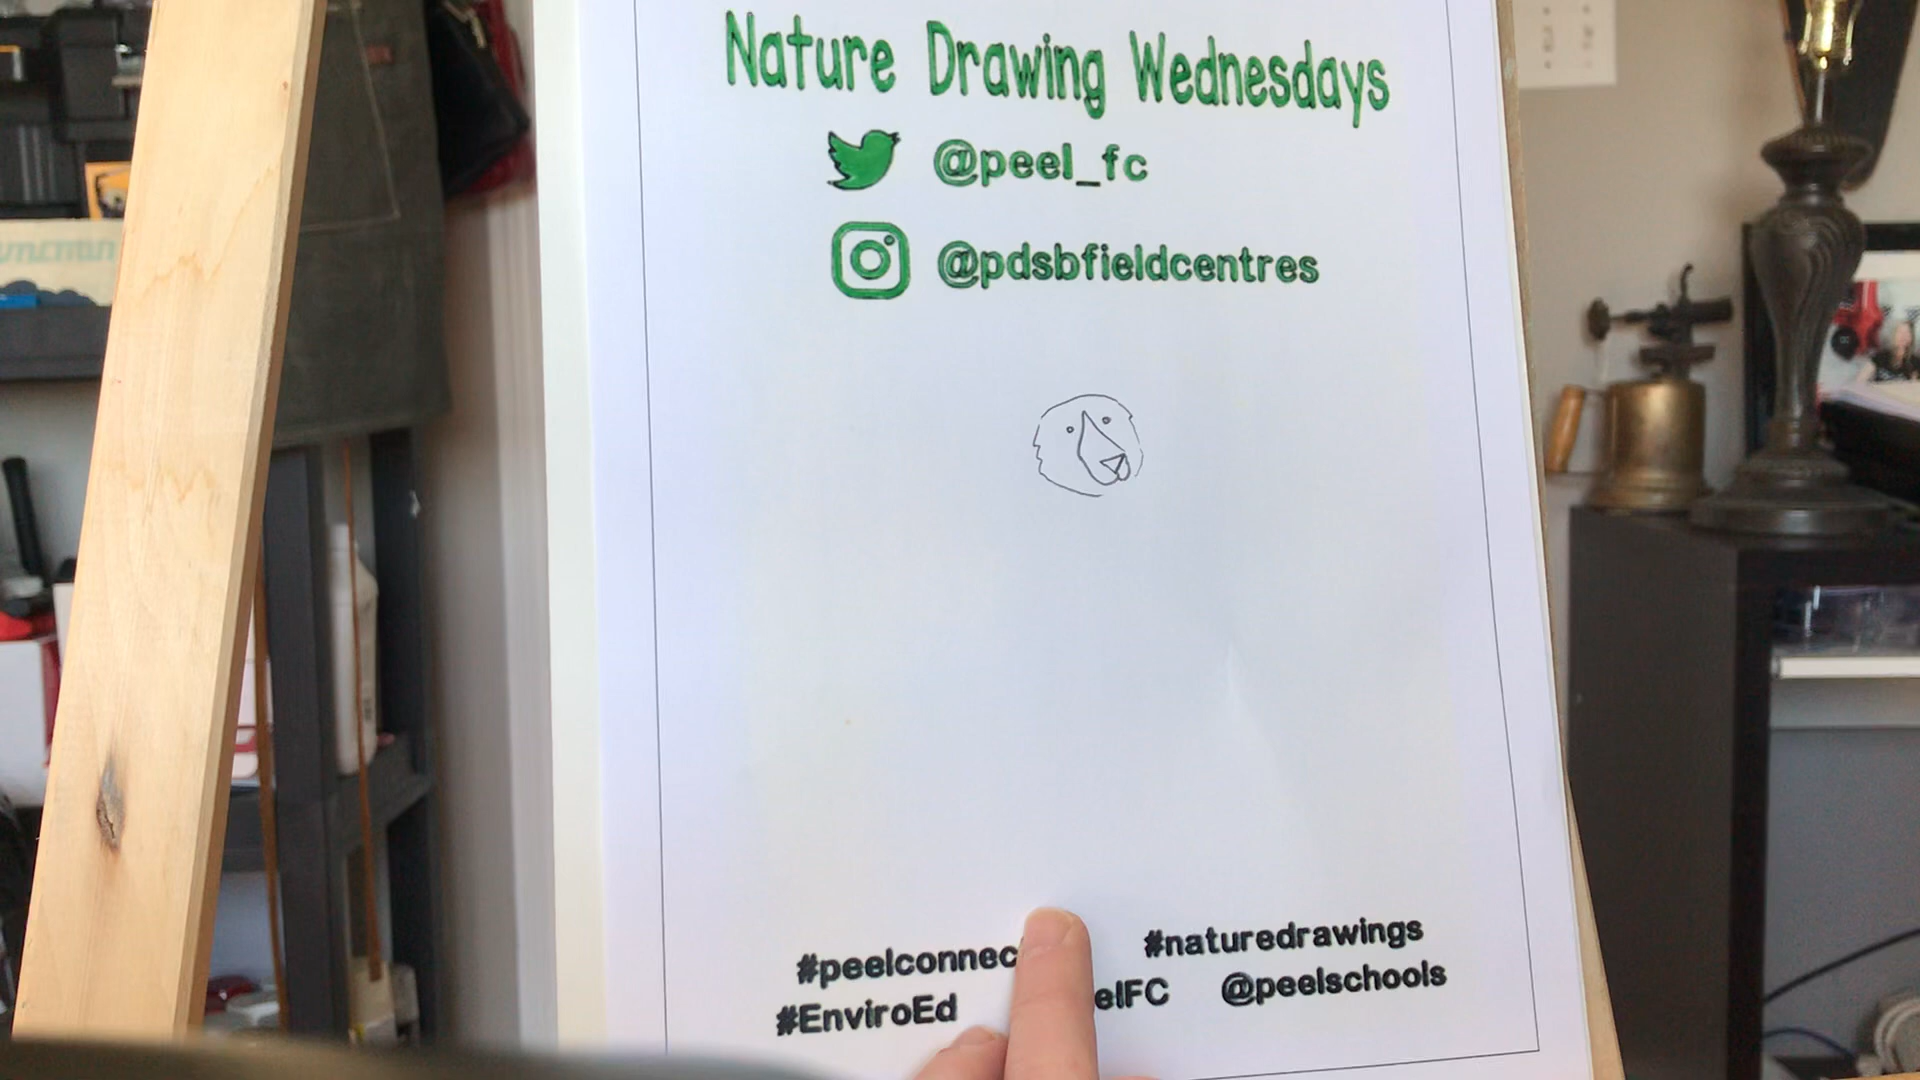 Nature Drawing Wednesdays
@peel_fc
@pdsbfieldcentres
#peelconnec #naturedrawings
#EnviroEd elFC @peelschools